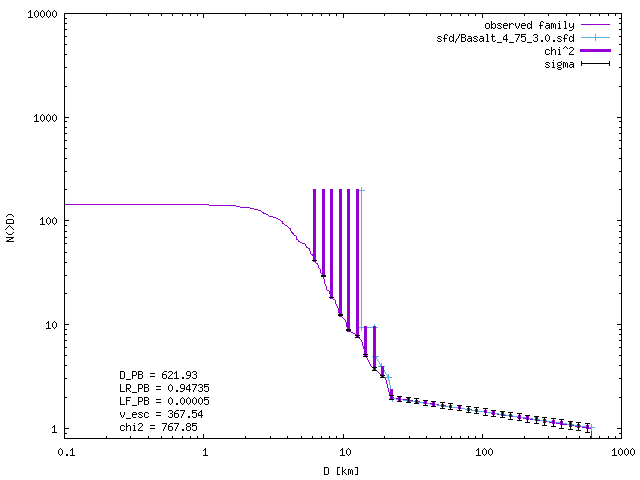 10000
1000
100
10
1
N(>D)
observed family
sfd/Basalt_4_75_3.0.sfd
chi^2
sigma
D_PB = 621.93
LR_PB = 0.94735
LF_PB = 0.00005
v_esc = 367.54
chi2 = 767.85
0.1 1 10 100 1000
D [km]